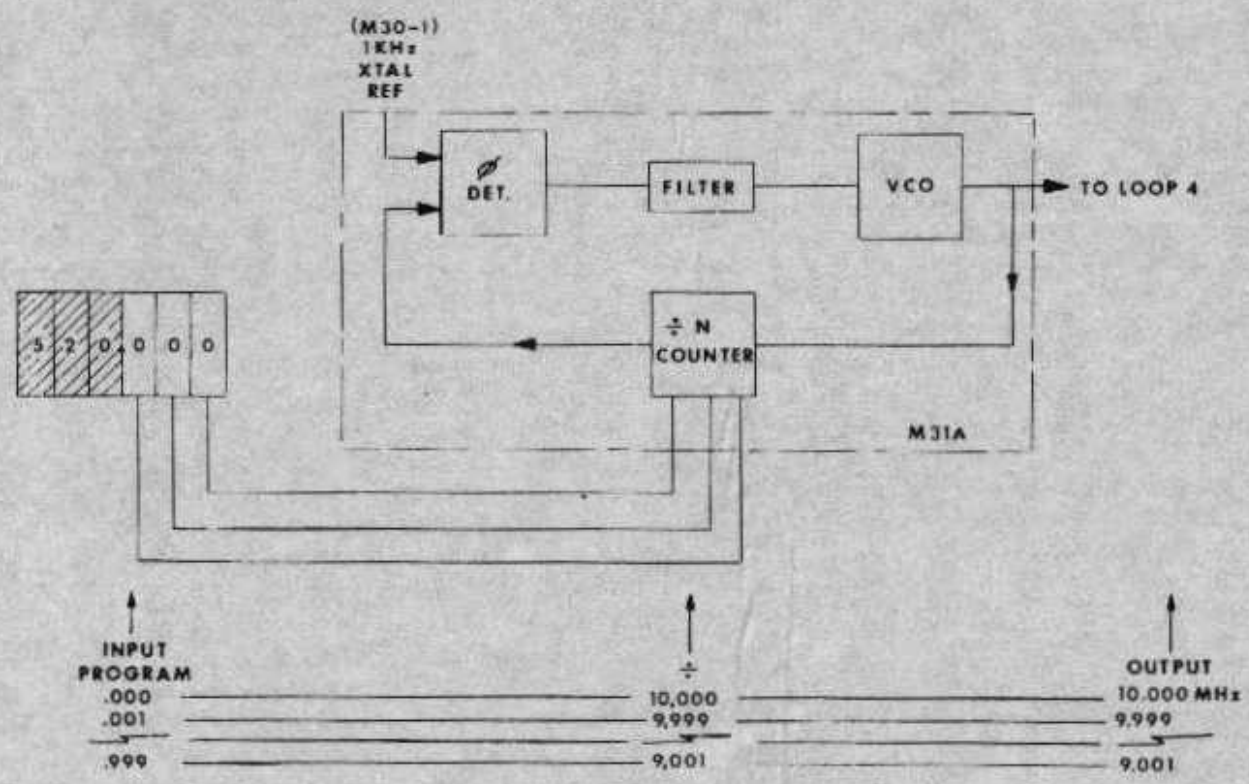 (M30-1)
1KHz
XTAL
REF
Ø
DET.
FILTER
VCO
TO LOOP 4
5 2 0. 0 0 0
÷ N
COUNTER
M31A
INPUT
PROGRAM
÷
OUTPUT
.000 10,000 10.000 MHz
.001 9,999 9.999
.999 9,001 9.001